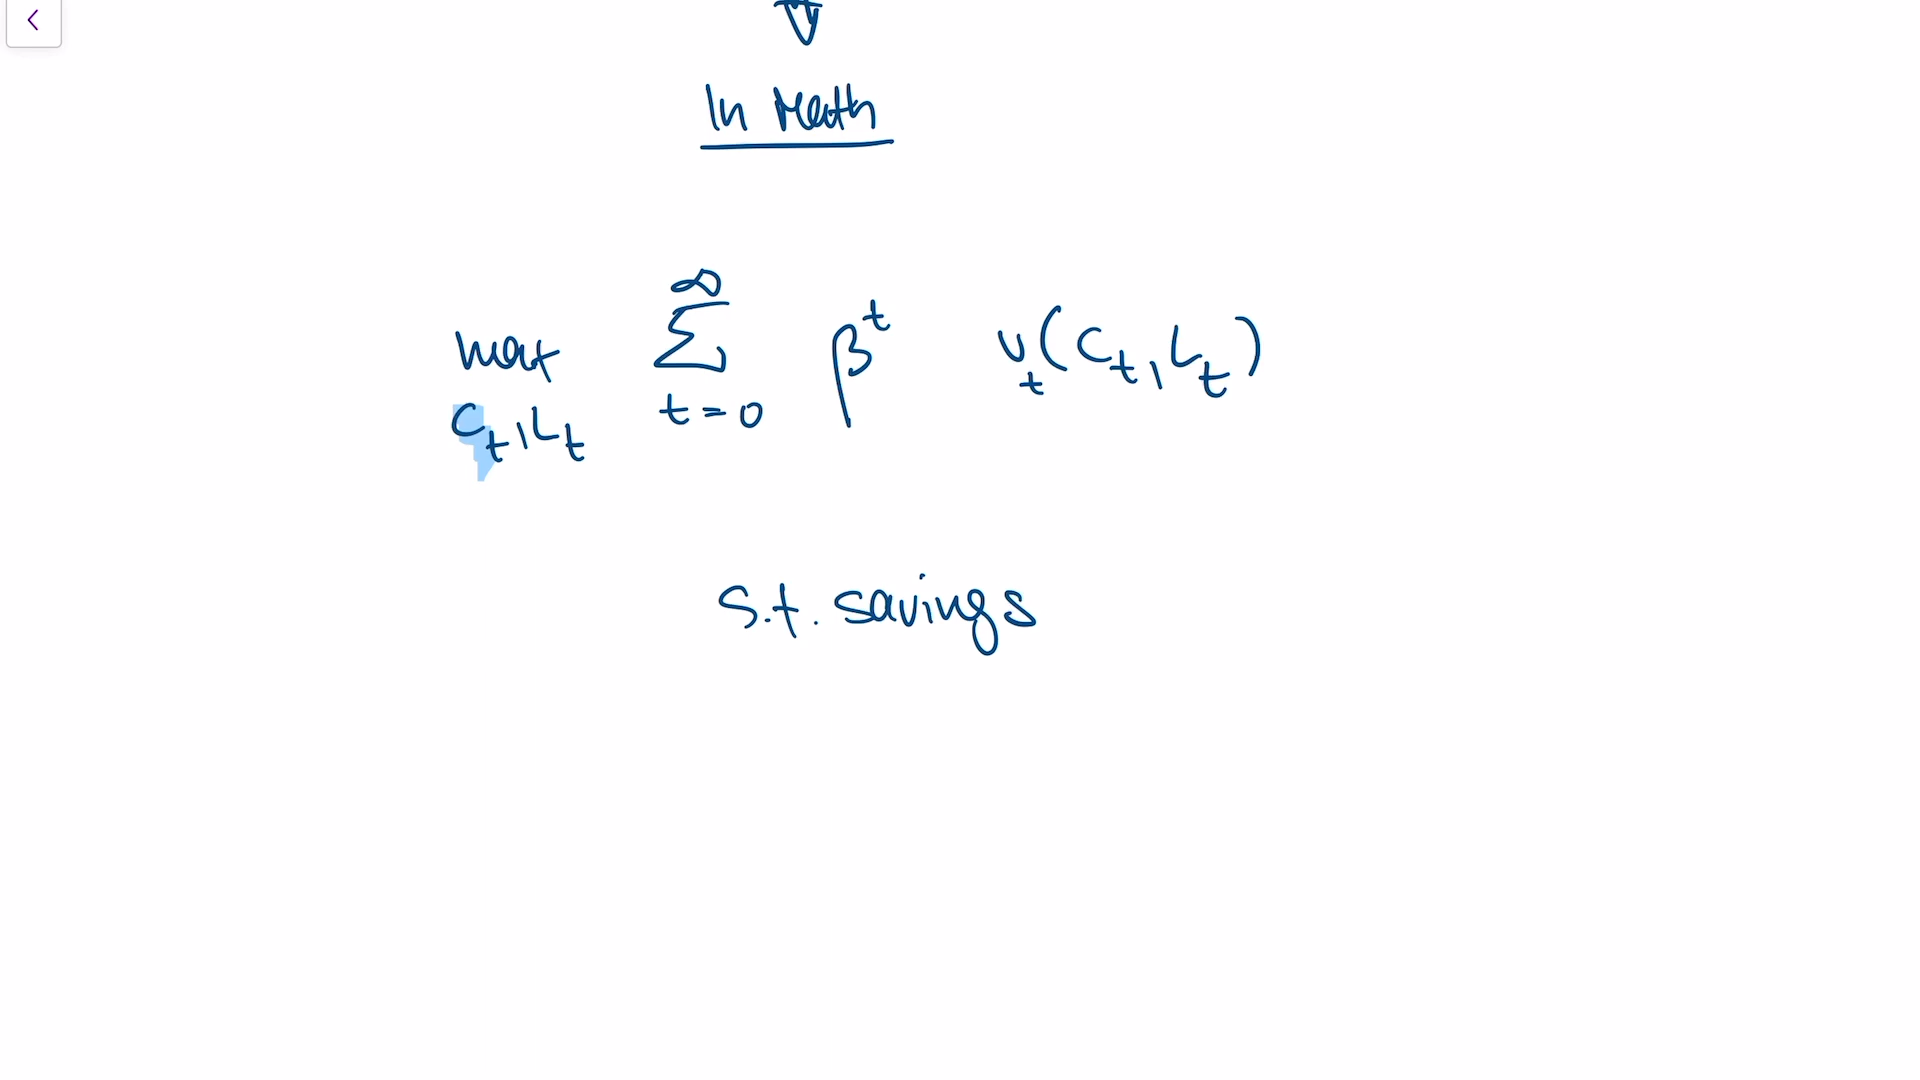 In Math
max ∑ β^t u_t(C_t, L_t)
∞
t = 0
C_t, L_t
s.t. savings